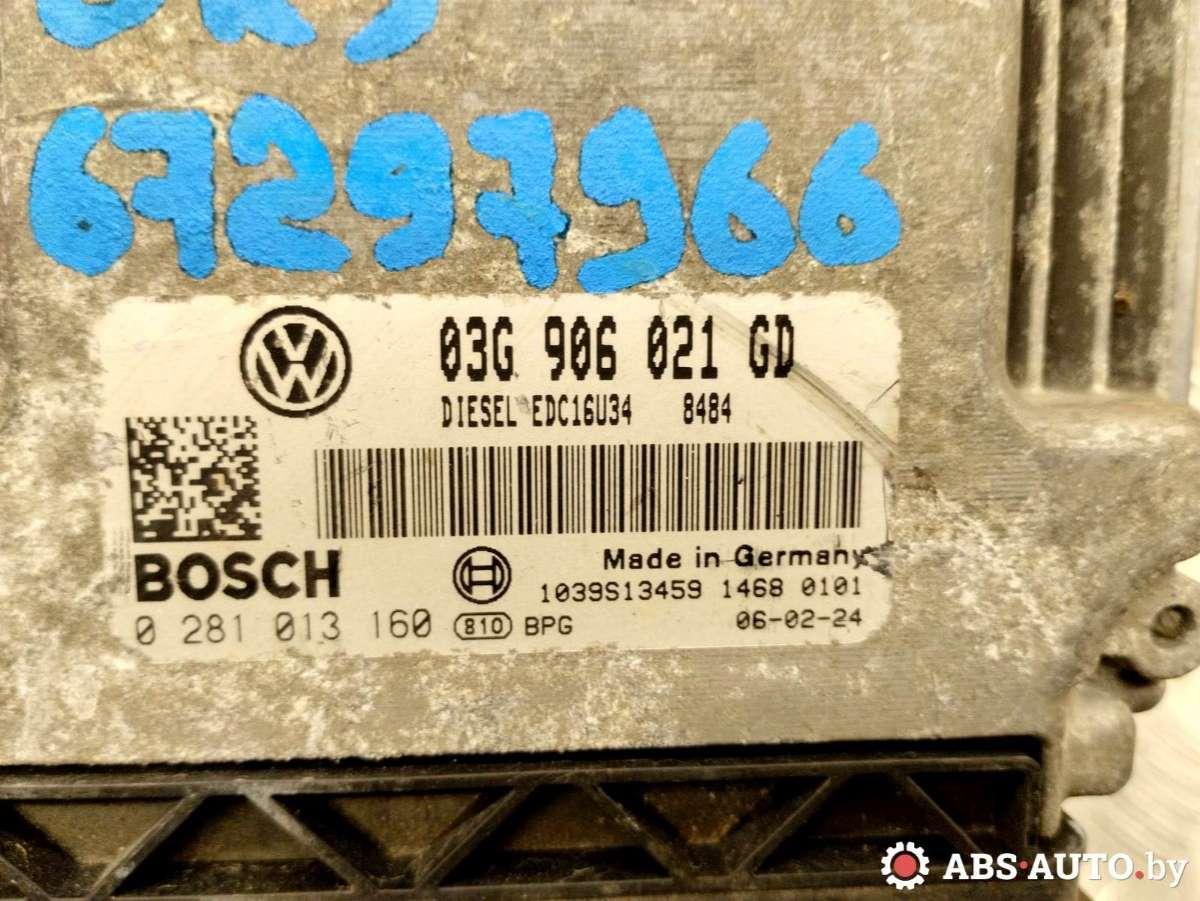 67297966
03G 906 021 GD
DIESEL EDC16U34 8484
BOSCH
Made in Germany
1039S13459 1468 0101
0 281 013 160 810 BPG 06-02-24
ABS-AUTO.by